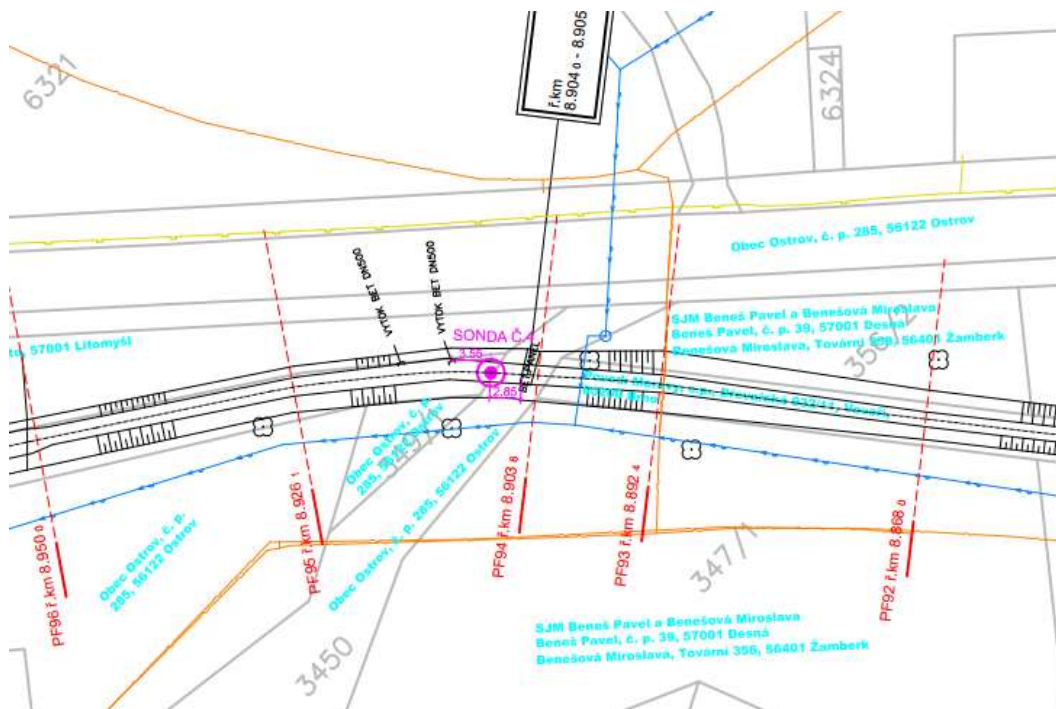 ř.km
8.904 0 - 8.905
6321
6324
Obec Ostrov, č. p. 285, 56122 Ostrov
VYTOK BET DN500
VYTOK BET DN500
SONDA Č.4
3.55
2.85
SJM Beneš Pavel a Benešová Miroslava
Beneš Pavel, č. p. 39, 57001 Desná
Benešová Miroslava, Tovární 356, 56401 Žamberk
356/2
57001 Litomyšl
Obec Ostrov, č. p.
285, 56122 Ostrov
Obec Ostrov, č. p. 285, 56122 Ostrov
Obec Ostrov, č. p.
285, 56122 Ostrov
PF96 ř.km 8.950 0
PF95 ř.km 8.926 1
PF94 ř.km 8.903 8
PF93 ř.km 8.892 4
PF92 ř.km 8.868 0
347/1
3450
SJM Beneš Pavel a Benešová Miroslava
Beneš Pavel, č. p. 39, 57001 Desná
Benešová Miroslava, Tovární 356, 56401 Žamberk